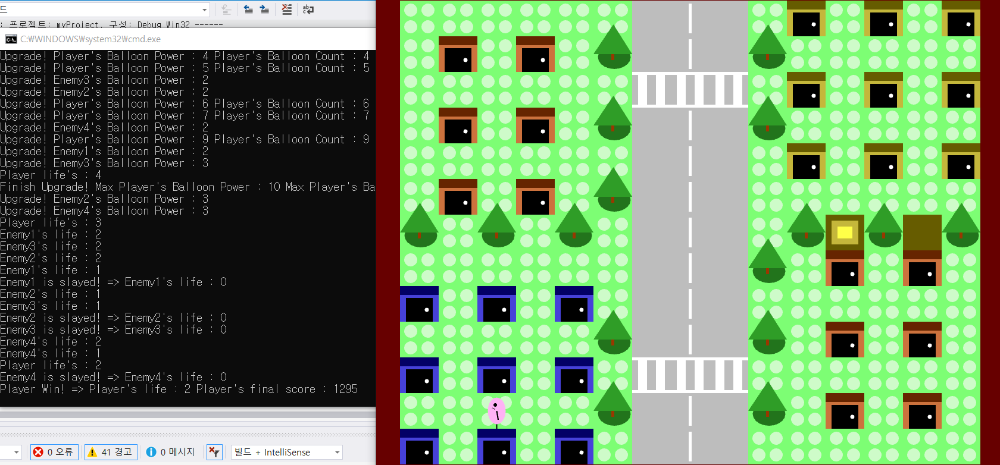 드
: 프로젝트: myProject, 구성: Debug Win32 ------
C:\WINDOWS\system32\cmd.exe
Upgrade! Player's Balloon Power : 4 Player's Balloon Count : 4
Upgrade! Player's Balloon Power : 5 Player's Balloon Count : 5
Upgrade! Enemy3's Balloon Power : 2
Upgrade! Enemy2's Balloon Power : 2
Upgrade! Player's Balloon Power : 6 Player's Balloon Count : 6
Upgrade! Player's Balloon Power : 7 Player's Balloon Count : 7
Upgrade! Enemy4's Balloon Power : 2
Upgrade! Player's Balloon Power : 9 Player's Balloon Count : 9
Upgrade! Enemy1's Balloon Power : 2
Upgrade! Enemy3's Balloon Power : 3
Player life's : 4
Finish Upgrade! Max Player's Balloon Power : 10 Max Player's Ba
Upgrade! Enemy2's Balloon Power : 3
Upgrade! Enemy4's Balloon Power : 3
Player life's : 3
Enemy1's life : 2
Enemy3's life : 2
Enemy2's life : 2
Enemy1's life : 1
Enemy1 is slayed! => Enemy1's life : 0
Enemy2's life : 1
Enemy3's life : 1
Enemy2 is slayed! => Enemy2's life : 0
Enemy3 is slayed! => Enemy3's life : 0
Enemy4's life : 2
Enemy4's life : 1
Player life's : 2
Enemy4 is slayed! => Enemy4's life : 0
Player Win! => Player's life : 2 Player's final score : 1295
0 오류 41 경고 0 메시지 빌드 + IntelliSense